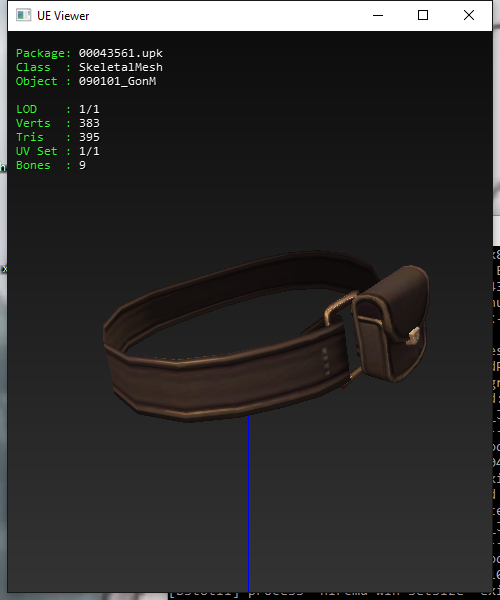 UE Viewer
Package: 00043561.upk
Class : SkeletalMesh
Object : 090101_GonM
LOD : 1/1
Verts : 383
Tris : 395
UV Set : 1/1
Bones : 9